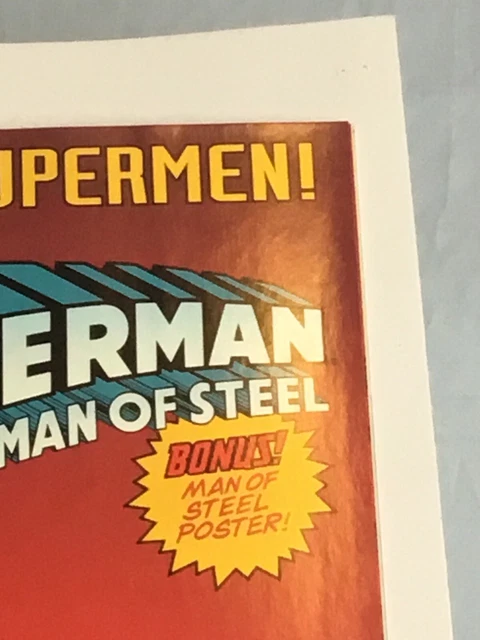 UPERMEN!
ERMAN
MAN OF STEEL
BONUS!
MAN OF
STEEL
POSTER!